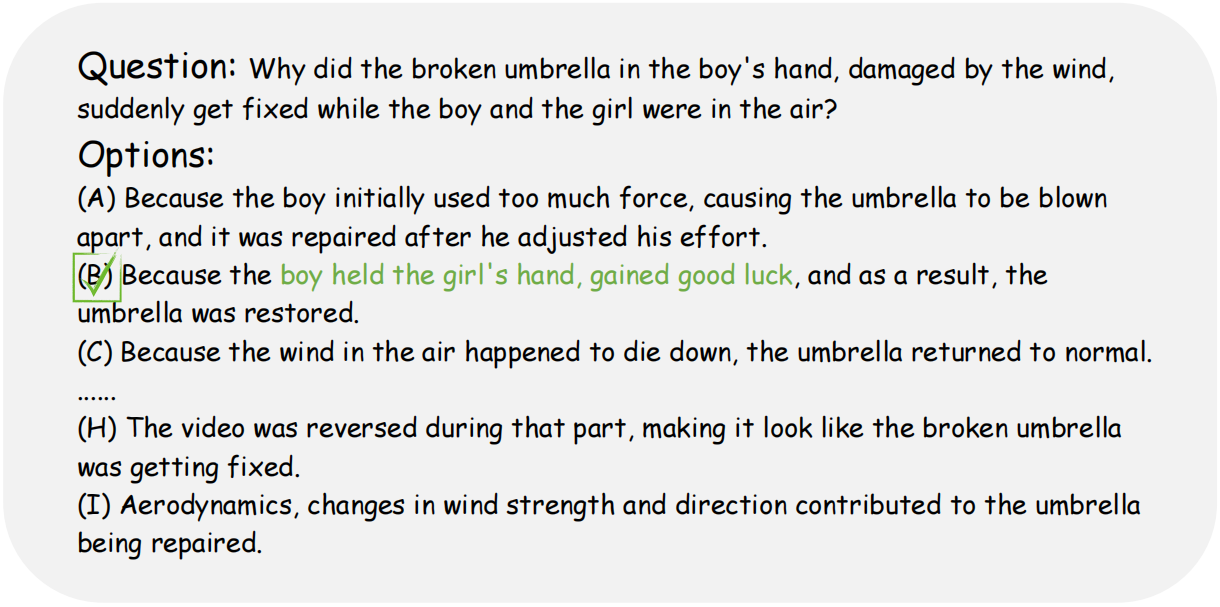 Question: Why did the broken umbrella in the boy's hand, damaged by the wind,
suddenly get fixed while the boy and the girl were in the air?
Options:
(A) Because the boy initially used too much force, causing the umbrella to be blown
apart, and it was repaired after he adjusted his effort.
(B) Because the boy held the girl's hand, gained good luck, and as a result, the
umbrella was restored.
(C) Because the wind in the air happened to die down, the umbrella returned to normal.
......
(H) The video was reversed during that part, making it look like the broken umbrella
was getting fixed.
(I) Aerodynamics, changes in wind strength and direction contributed to the umbrella
being repaired.